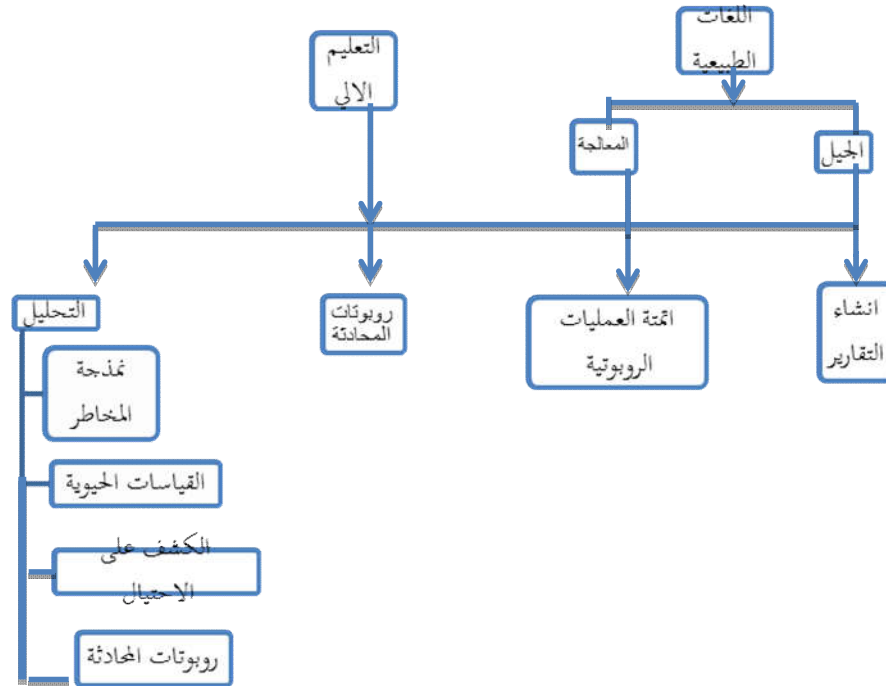 اللغات
الطبيعية
التعليم
الالي
المعالجة
الجيل
انشاء
التقارير
اتمتة العمليات
الروبوتية
روبوتات
المحادثة
التحليل
نمذجة
المخاطر
القياسات الحيوية
الكشف على
الاحتيال
روبوتات المحادثة